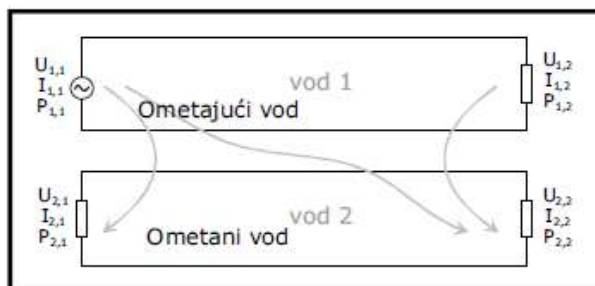 U1,1
I1,1
P1,1
vod 1
Ometajući vod
U1,2
I1,2
P1,2
U2,1
I2,1
P2,1
vod 2
Ometani vod
U2,2
I2,2
P2,2